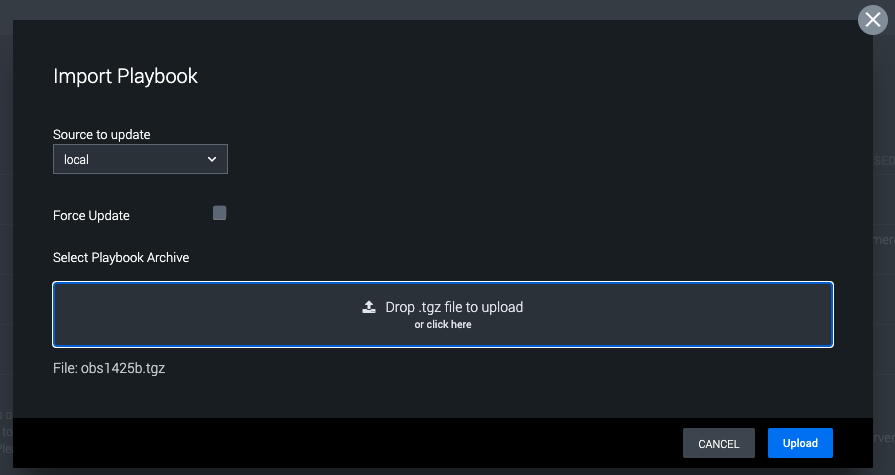 Import Playbook
Source to update
local
Force Update
Select Playbook Archive
Drop .tgz file to upload
or click here
File: obs1425b.tgz
CANCEL
Upload